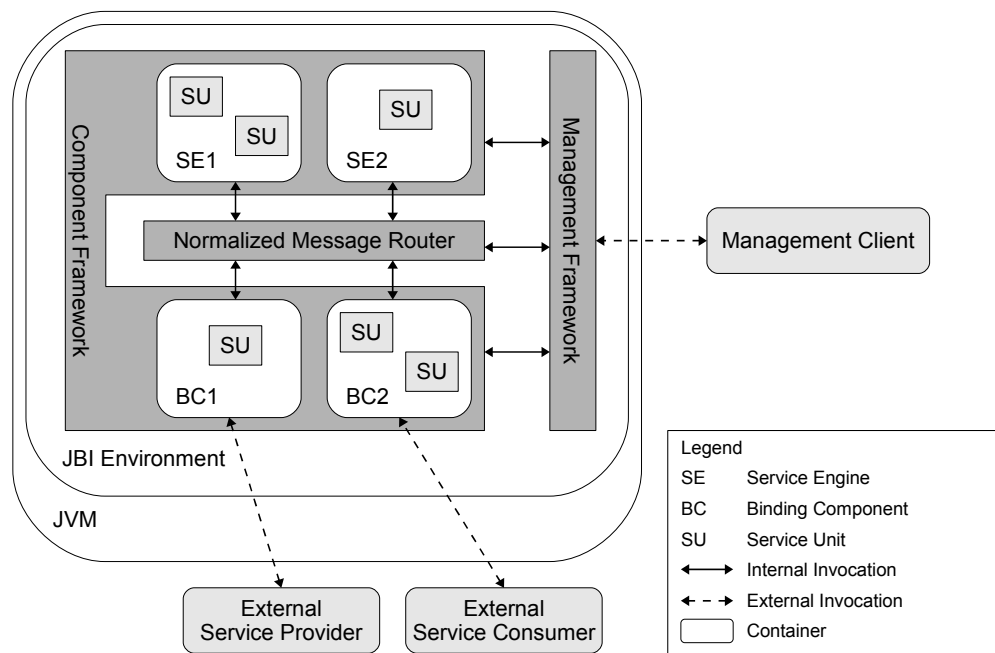 Component Framework
SU
SU
SE1
SU
SE2
Management Framework
Normalized Message Router
Management Client
SU
BC1
SU
SU
BC2
JBI Environment
JVM
External
Service Provider
External
Service Consumer
Legend
SE Service Engine
BC Binding Component
SU Service Unit
Internal Invocation
External Invocation
Container